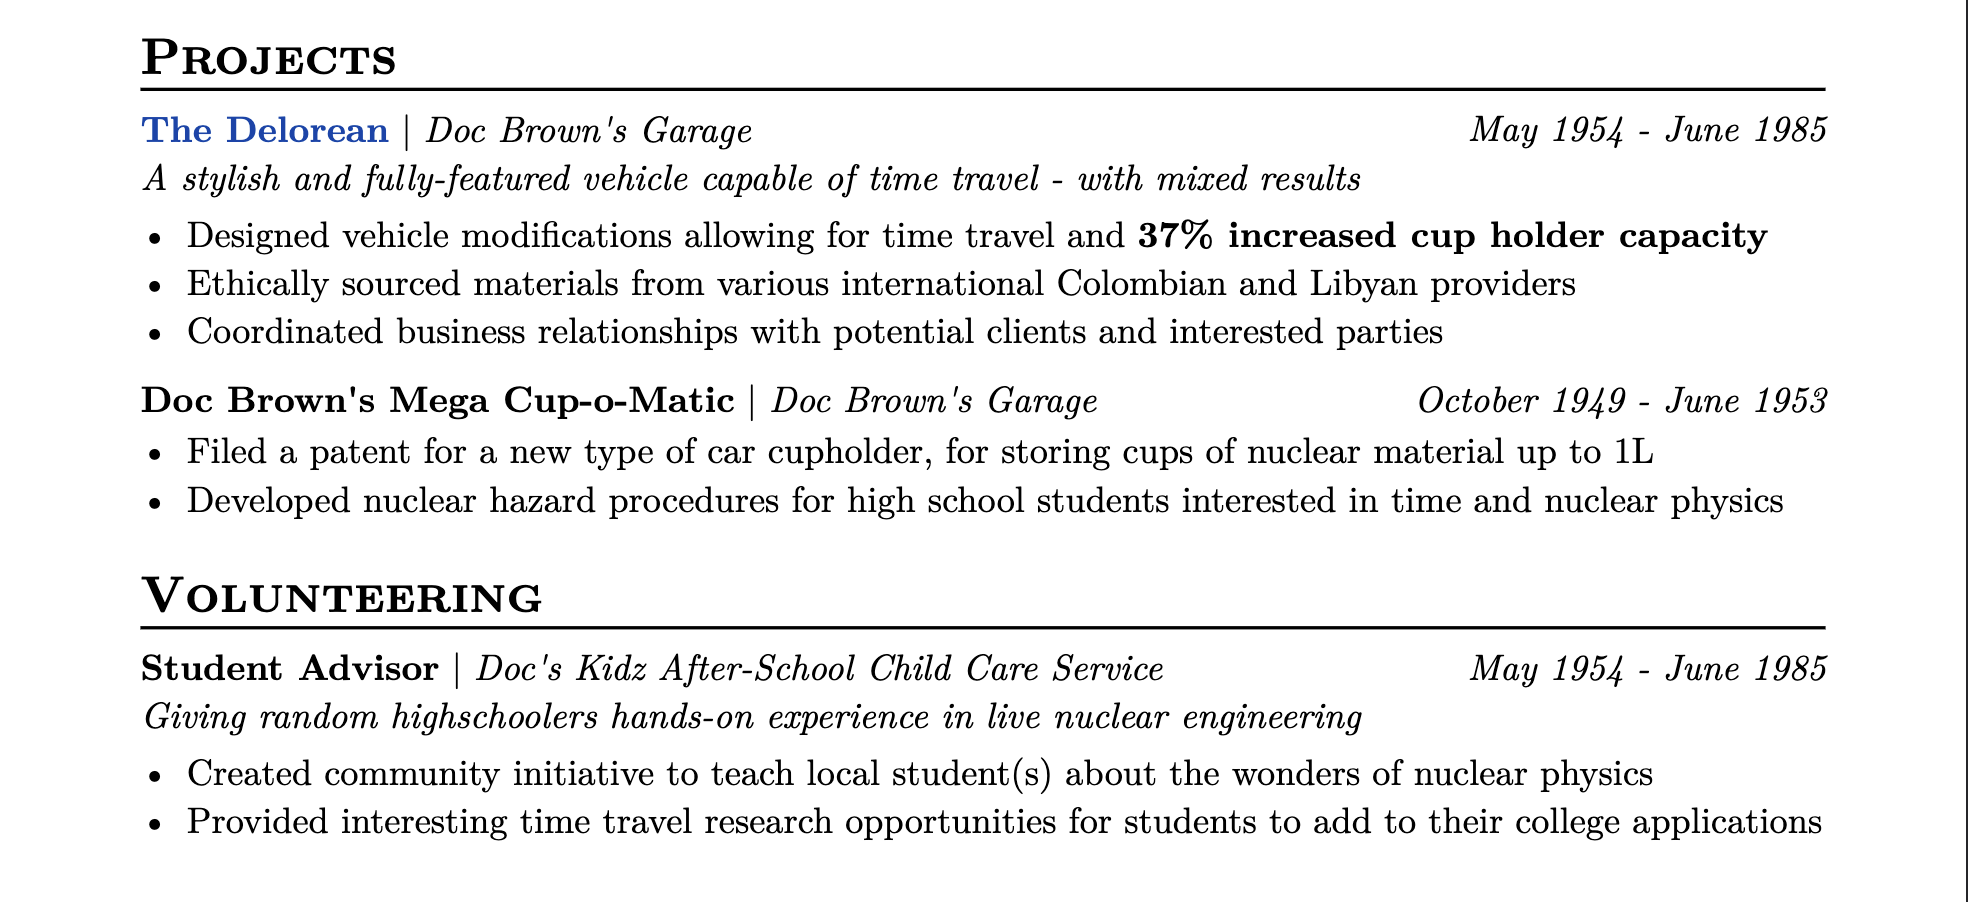 Projects
The Delorean | Doc Brown's Garage May 1954 - June 1985
A stylish and fully-featured vehicle capable of time travel - with mixed results
• Designed vehicle modifications allowing for time travel and 37% increased cup holder capacity
• Ethically sourced materials from various international Colombian and Libyan providers
• Coordinated business relationships with potential clients and interested parties
Doc Brown's Mega Cup-o-Matic | Doc Brown's Garage October 1949 - June 1953
• Filed a patent for a new type of car cupholder, for storing cups of nuclear material up to 1L
• Developed nuclear hazard procedures for high school students interested in time and nuclear physics
Volunteering
Student Advisor | Doc's Kidz After-School Child Care Service May 1954 - June 1985
Giving random highschoolers hands-on experience in live nuclear engineering
• Created community initiative to teach local student(s) about the wonders of nuclear physics
• Provided interesting time travel research opportunities for students to add to their college applications